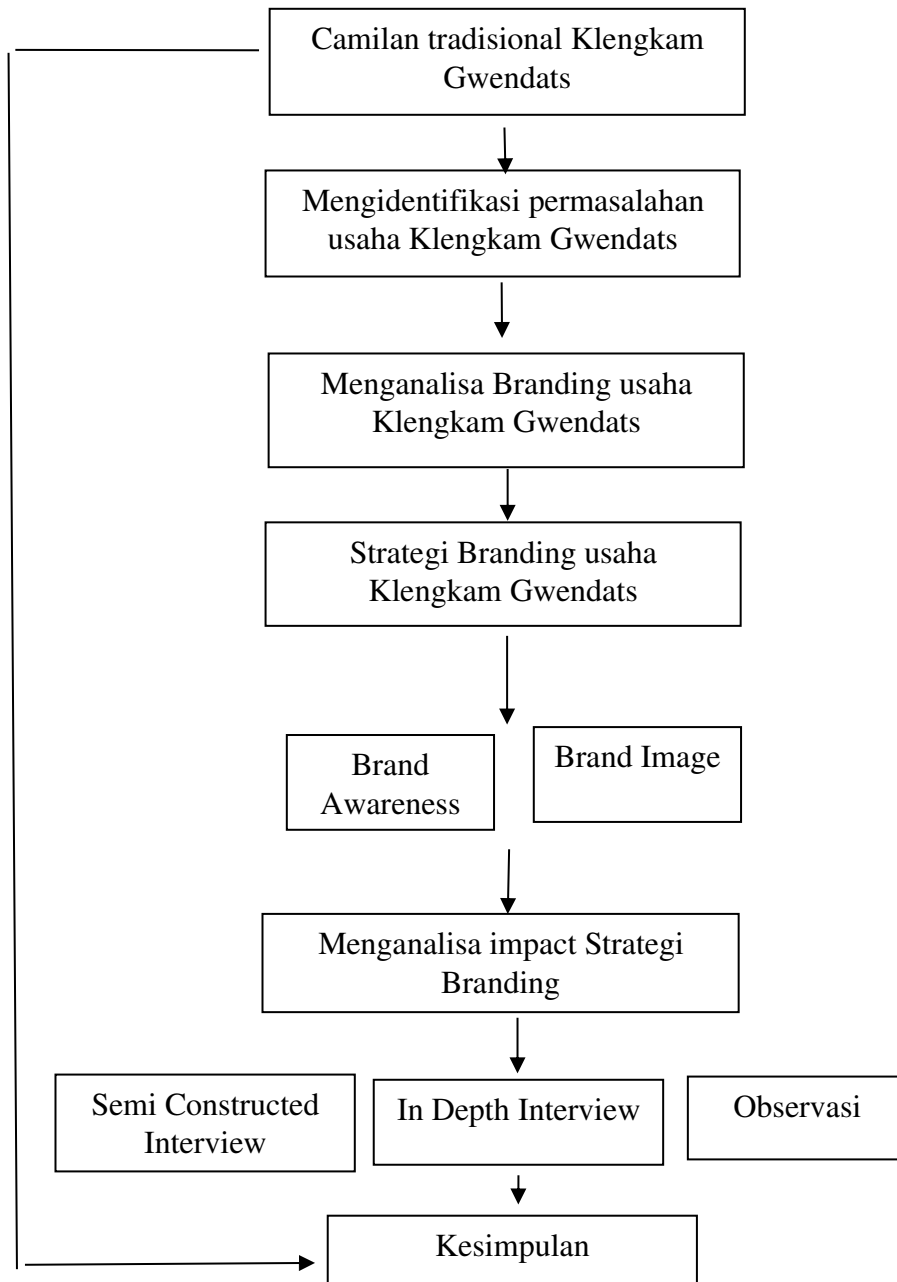 Camilan tradisional Klengkam
Gwendats
Mengidentifikasi permasalahan
usaha Klengkam Gwendats
Menganalisa Branding usaha
Klengkam Gwendats
Strategi Branding usaha
Klengkam Gwendats
Brand
Awareness
Brand Image
Menganalisa impact Strategi
Branding
Semi Constructed
Interview
In Depth Interview
Observasi
Kesimpulan